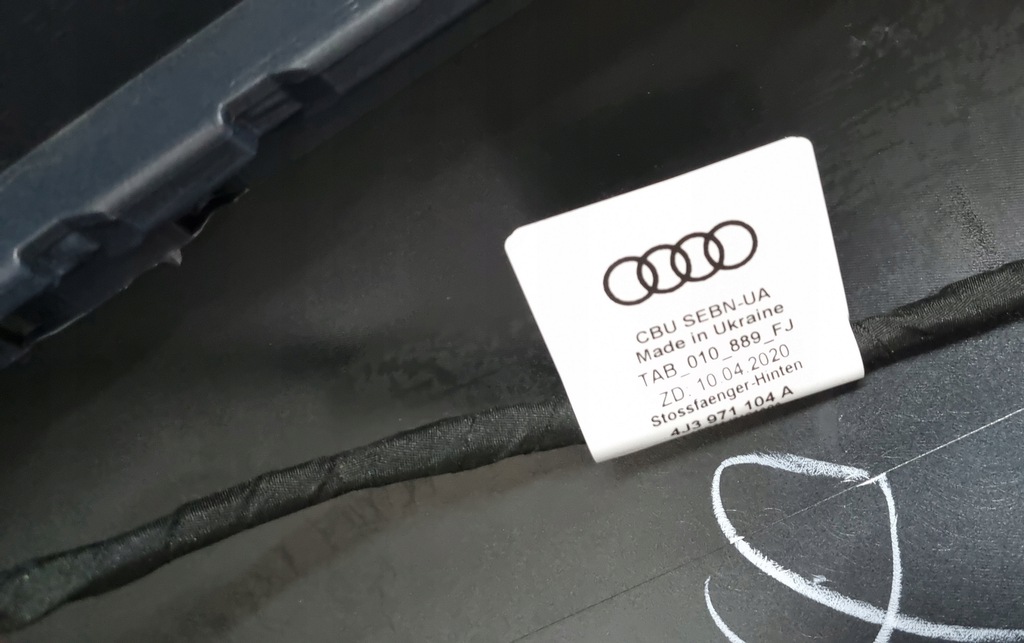 CBU SEBN-UA
Made in Ukraine
TAB_010_889_FJ
ZD: 10.04.2020
Stossfaenger-Hinten
4J3 971 104 A